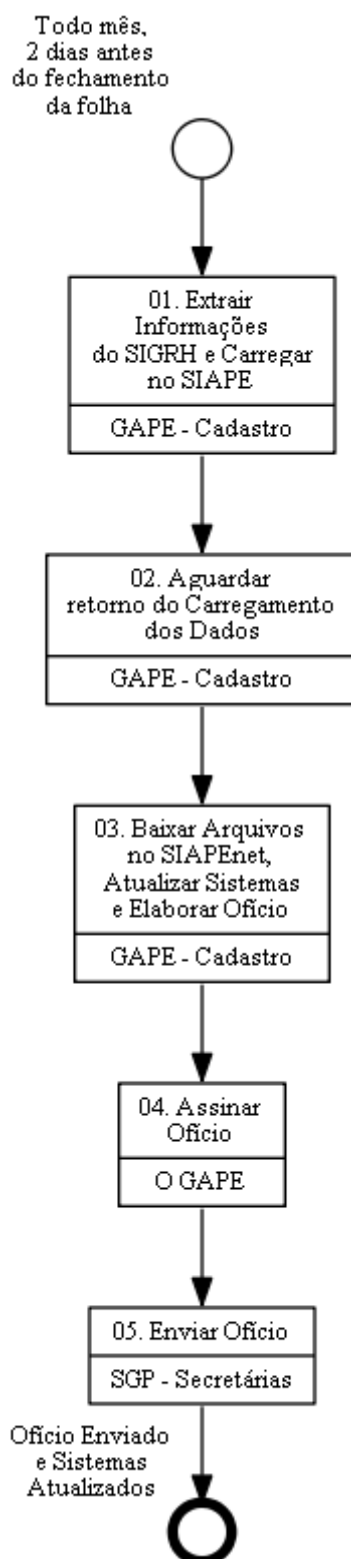 Todo mês,
2 dias antes
do fechamento
da folha
01. Extrair
Informações
do SIGRH e Carregar
no SIAPE
GAPE - Cadastro
02. Aguardar
retorno do Carregamento
dos Dados
GAPE - Cadastro
03. Baixar Arquivos
no SIAPEnet,
Atualizar Sistemas
e Elaborar Ofício
GAPE - Cadastro
04. Assinar
Ofício
O GAPE
05. Enviar Ofício
SGP - Secretárias
Ofício Enviado
e Sistemas
Atualizados